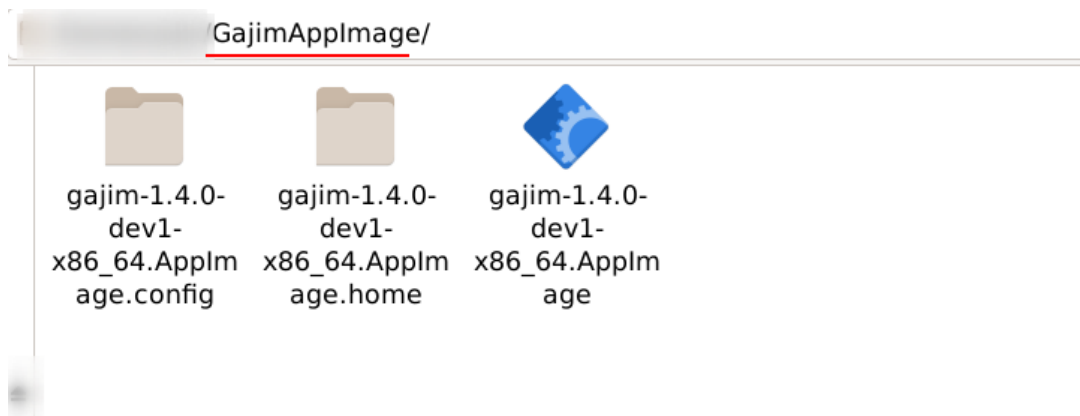 /GajimAppImage/
gajim-1.4.0- gajim-1.4.0- gajim-1.4.0-
dev1- dev1- dev1-
x86_64.AppIm x86_64.AppIm x86_64.AppIm
age.config age.home age